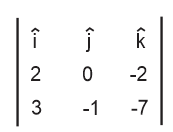 | î ĵ k̂ |
| 2 0 -2 |
| 3 -1 -7 |